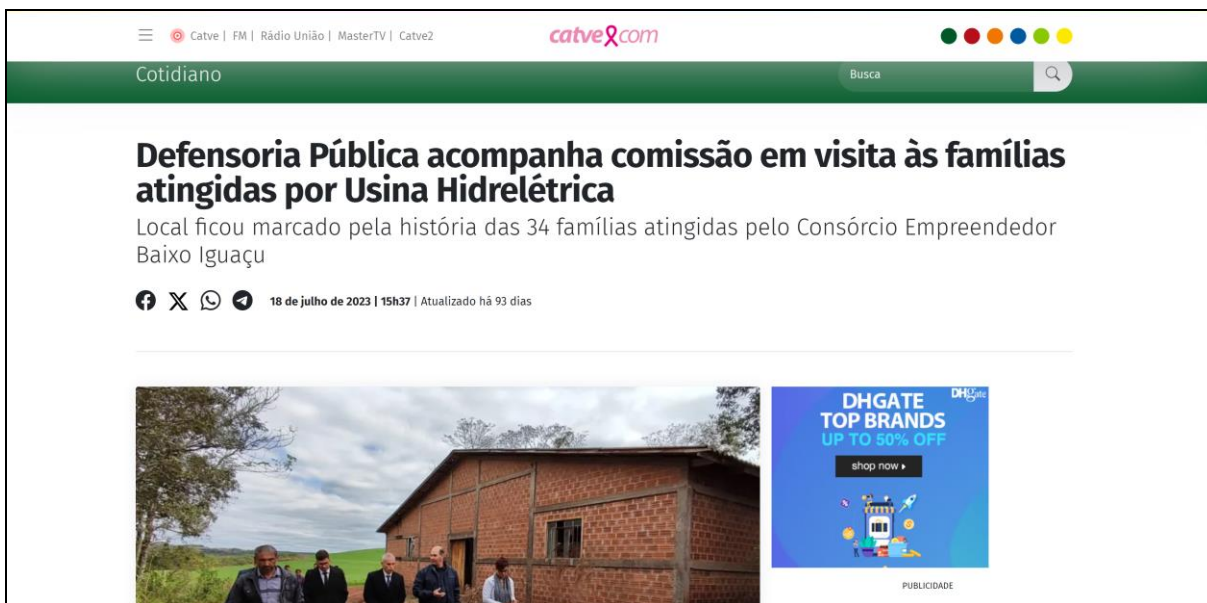 Catve | FM | Rádio União | MasterTV | Catve2
catve.com
Cotidiano
Busca
Defensoria Pública acompanha comissão em visita às famílias
atingidas por Usina Hidrelétrica
Local ficou marcado pela história das 34 famílias atingidas pelo Consórcio Empreendedor
Baixo Iguaçu
18 de julho de 2023 | 15h37 | Atualizado há 93 dias
DHGate
DHGATE
TOP BRANDS
UP TO 50% OFF
shop now
PUBLICIDADE